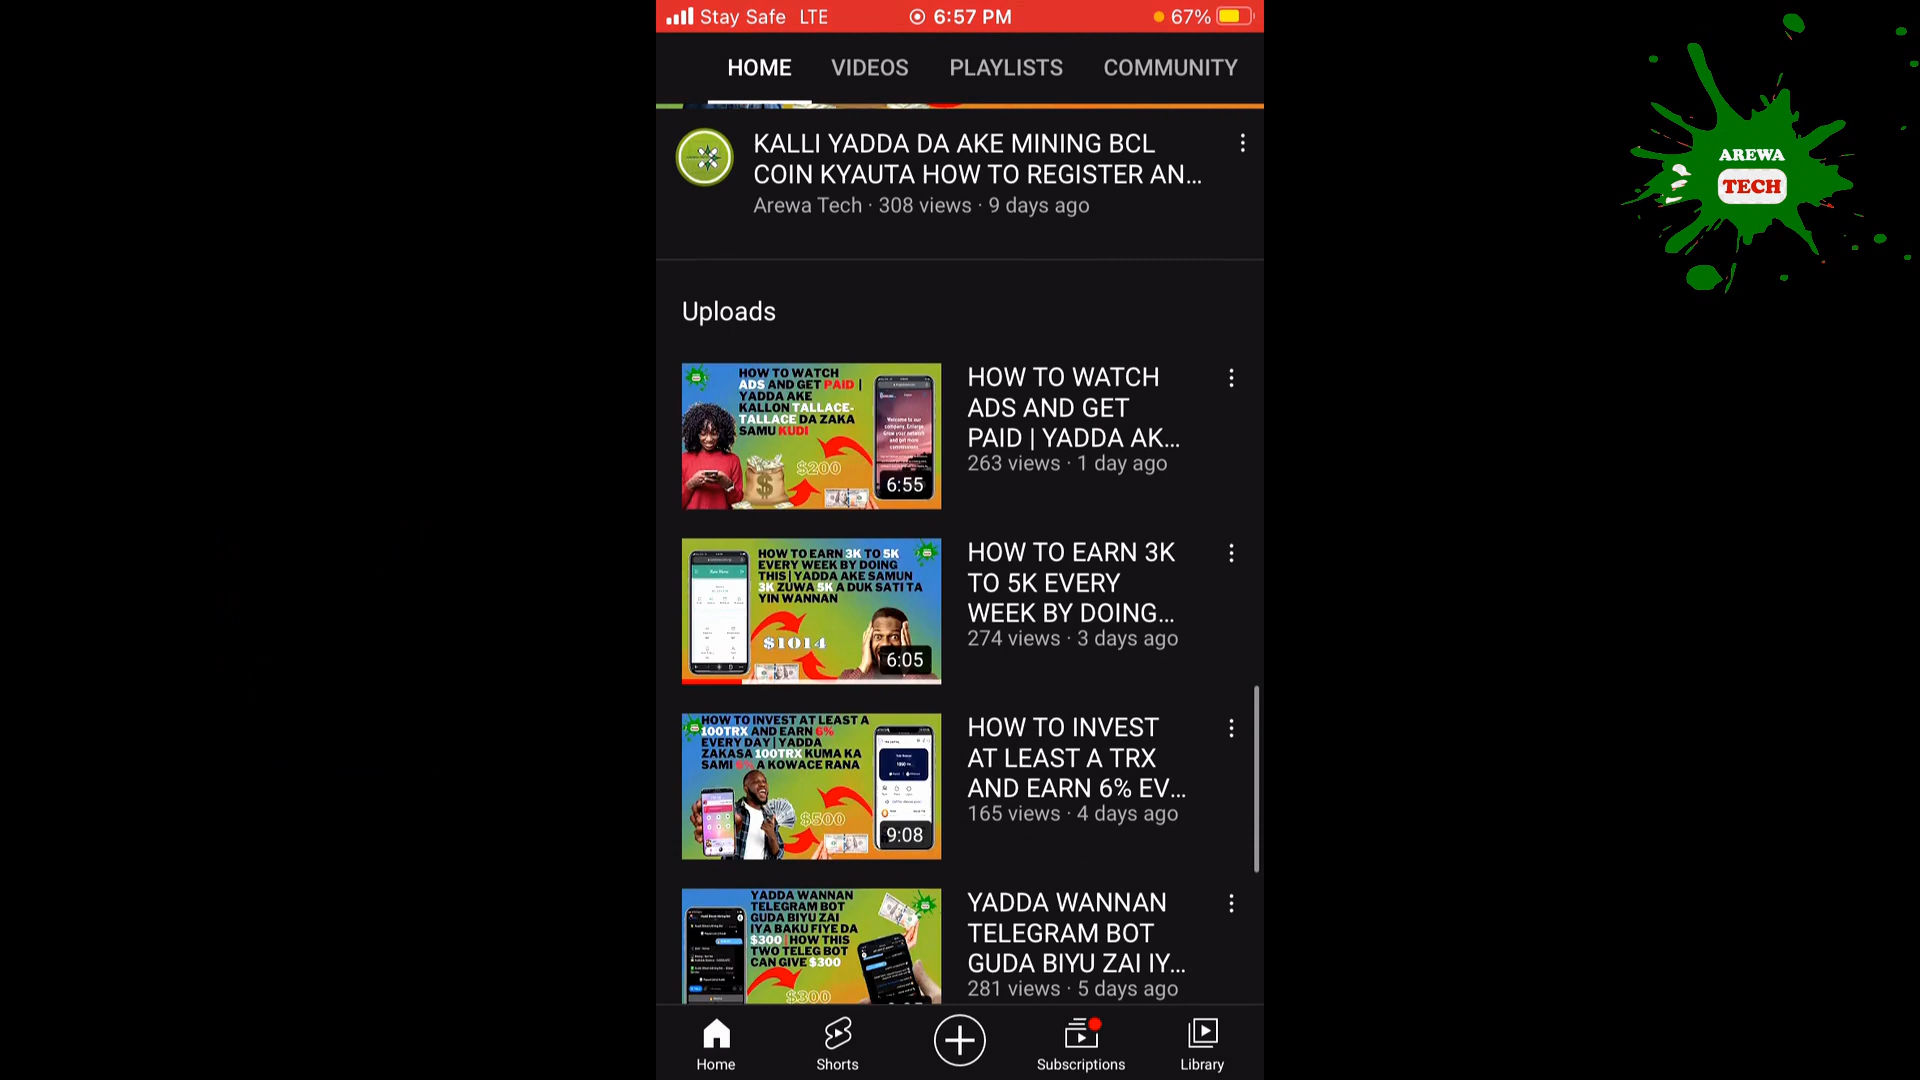 Stay Safe LTE 6:57 PM 67%
HOME VIDEOS PLAYLISTS COMMUNITY
KALLI YADDA DA AKE MINING BCL
COIN KYAUTA HOW TO REGISTER AN...
Arewa Tech · 308 views · 9 days ago
AREWA
TECH
Uploads
HOW TO WATCH
ADS AND GET PAID |
YADDA AKE
KALLON TALLACE-
TALLACE DA ZAKA
SAMU KUDI
$200
6:55
HOW TO WATCH
ADS AND GET
PAID | YADDA AK...
263 views · 1 day ago
HOW TO EARN 3K TO 5K
EVERY WEEK BY DOING
THIS | YADDA AKE SAMUN
3K ZUWA 5K A DUK SATI TA
YIN WANNAN
$1014
6:05
HOW TO EARN 3K
TO 5K EVERY
WEEK BY DOING...
274 views · 3 days ago
HOW TO INVEST AT LEAST A
100TRX AND EARN 6%
EVERY DAY | YADDA
ZAKASA 100TRX KUMA KA
SAMI 6% A KOWACE RANA
$500
9:08
HOW TO INVEST
AT LEAST A TRX
AND EARN 6% EV...
165 views · 4 days ago
YADDA WANNAN
TELEGRAM BOT
GUDA BIYU ZAI
IYA BAKU FIYE DA
$300 | HOW THIS
TWO TELEG BOT
CAN GIVE $300
$300
YADDA WANNAN
TELEGRAM BOT
GUDA BIYU ZAI IY...
281 views · 5 days ago
Home Shorts Subscriptions Library